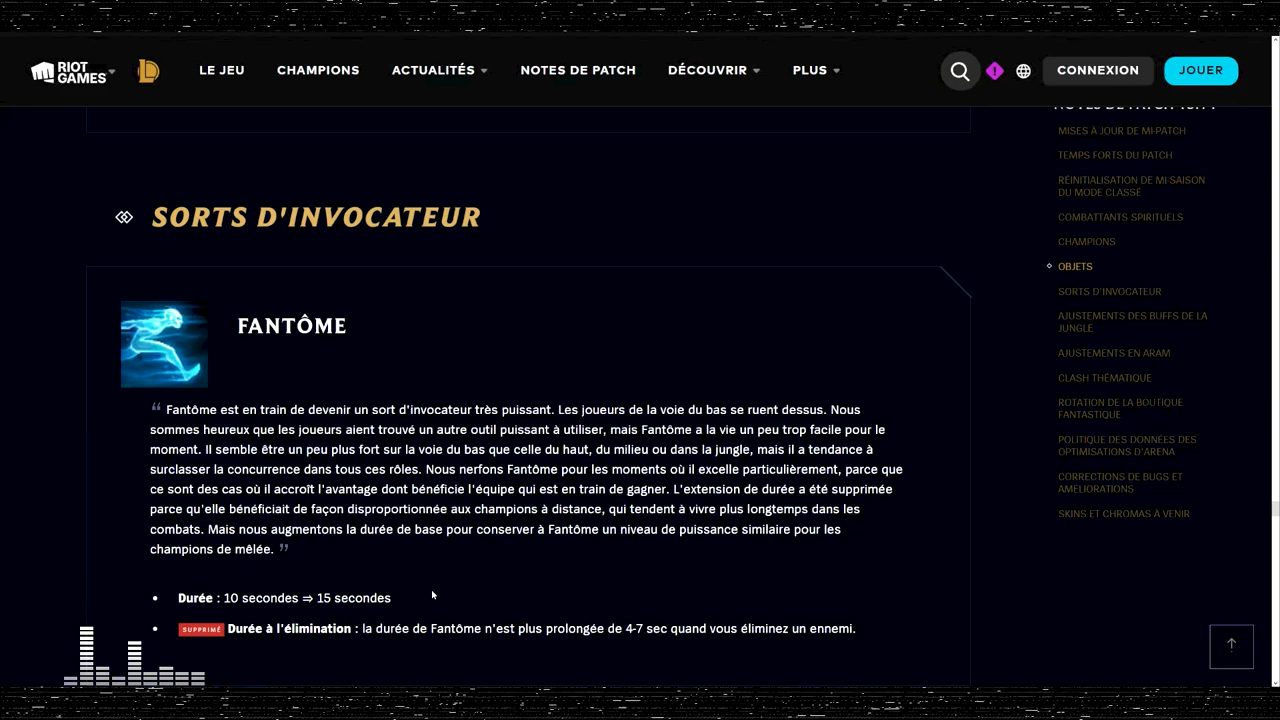 RIOT GAMES
LE JEU
CHAMPIONS
ACTUALITÉS
NOTES DE PATCH
DÉCOUVRIR
PLUS
CONNEXION
JOUER
MISES À JOUR DE MI-PATCH
TEMPS FORTS DU PATCH
RÉINITIALISATION DE MI-SAISON
DU MODE CLASSÉ
COMBATTANTS SPIRITUELS
CHAMPIONS
OBJETS
SORTS D'INVOCATEUR
AJUSTEMENTS DES BUFFS DE LA
JUNGLE
AJUSTEMENTS EN ARAM
CLASH THÉMATIQUE
ROTATION DE LA BOUTIQUE
FANTASTIQUE
POLITIQUE DES DONNÉES DES
OPTIMISATIONS D'ARENA
CORRECTIONS DE BUGS ET
AMÉLIORATIONS
SKINS ET CHROMAS À VENIR
SORTS D'INVOCATEUR
FANTÔME
“ Fantôme est en train de devenir un sort d'invocateur très puissant. Les joueurs de la voie du bas se ruent dessus. Nous
sommes heureux que les joueurs aient trouvé un autre outil puissant à utiliser, mais Fantôme a la vie un peu trop facile pour le
moment. Il semble être un peu plus fort sur la voie du bas que celle du haut, du milieu ou dans la jungle, mais il a tendance à
surclasser la concurrence dans tous ces rôles. Nous nerfons Fantôme pour les moments où il excelle particulièrement, parce que
ce sont des cas où il accroît l'avantage dont bénéficie l'équipe qui est en train de gagner. L'extension de durée a été supprimée
parce qu'elle bénéficiait de façon disproportionnée aux champions à distance, qui tendent à vivre plus longtemps dans les
combats. Mais nous augmentons la durée de base pour conserver à Fantôme un niveau de puissance similaire pour les
champions de mêlée. ”
• Durée : 10 secondes ⇒ 15 secondes
• SUPPRIMÉ Durée à l'élimination : la durée de Fantôme n'est plus prolongée de 4-7 sec quand vous éliminez un ennemi.